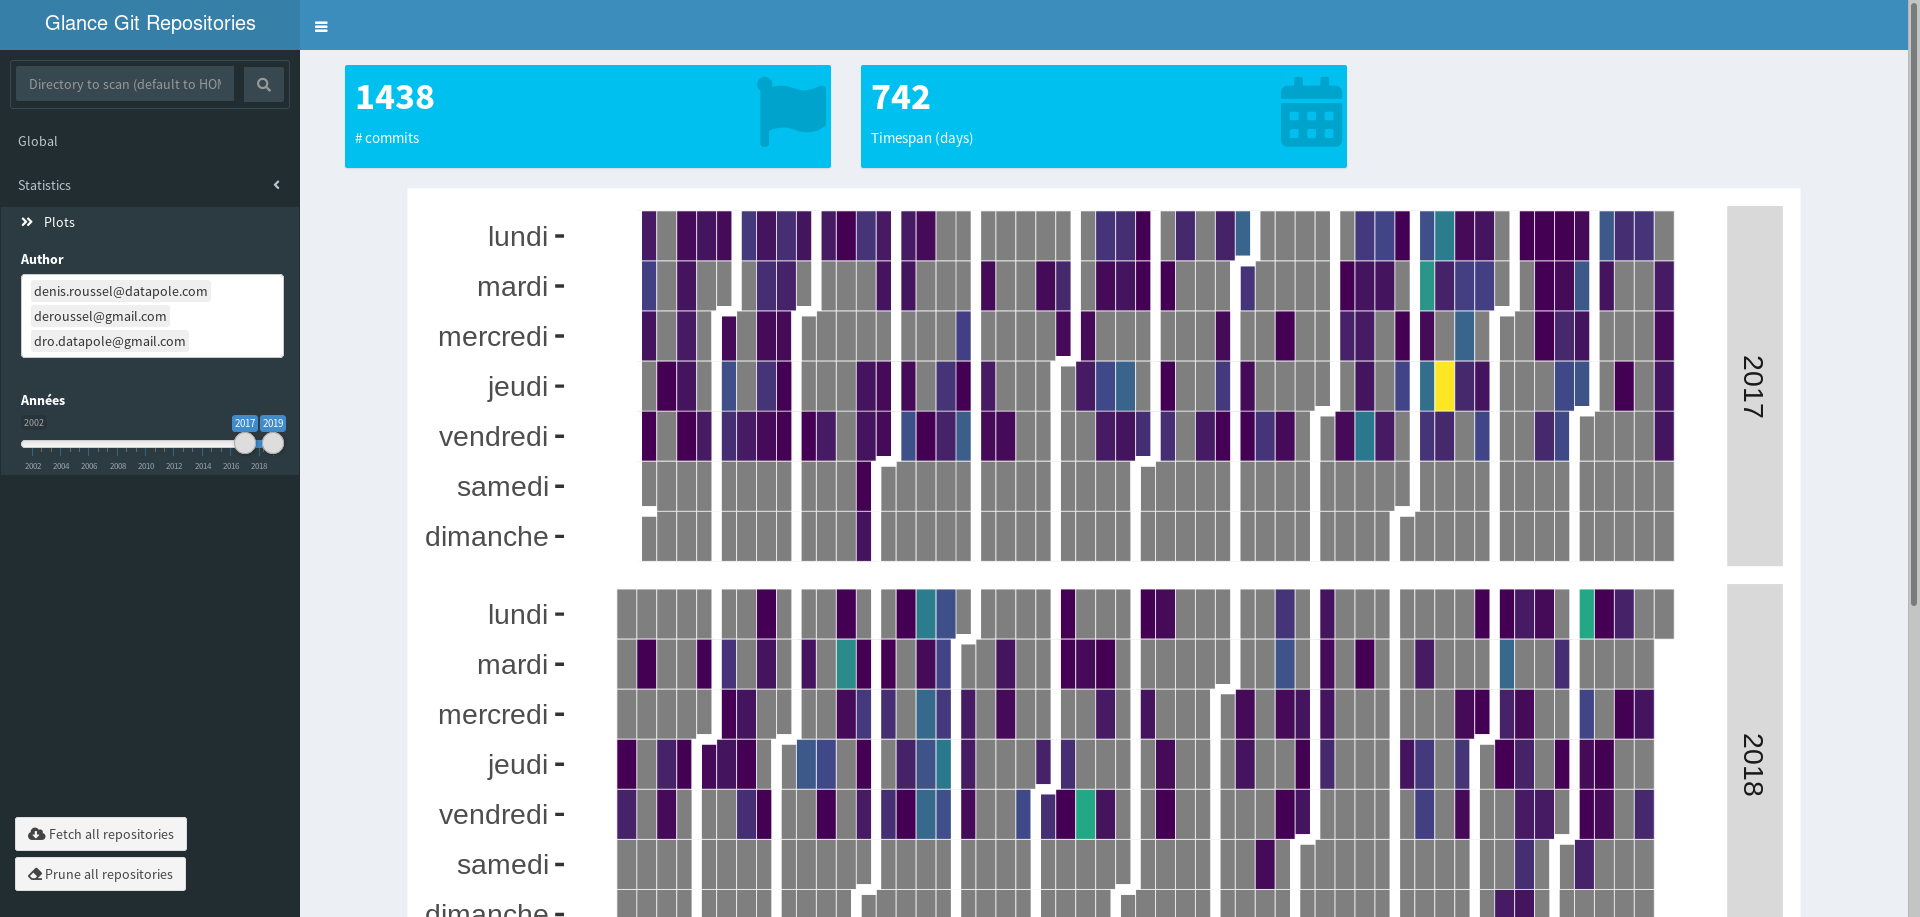 Glance Git Repositories
Directory to scan (default to HOM
Global
Statistics
Plots
Author
denis.roussel@datapole.com
deroussel@gmail.com
dro.datapole@gmail.com
Années
2002
2017
2019
2002 2004 2006 2008 2010 2012 2014 2016 2018
Fetch all repositories
Prune all repositories
1438
# commits
742
Timespan (days)
lundi
mardi
mercredi
jeudi
vendredi
samedi
dimanche
2017
lundi
mardi
mercredi
jeudi
vendredi
samedi
dimanche
2018